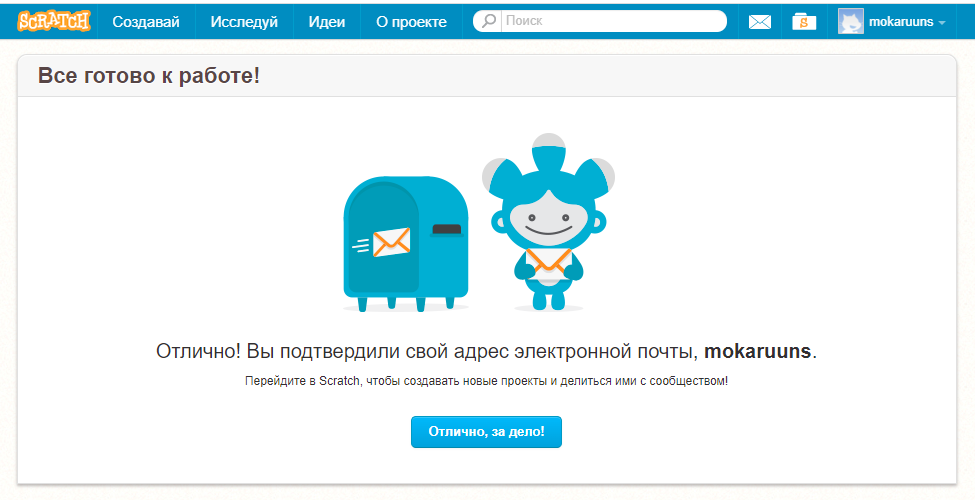 SCRATCH Создавай Исследуй Идеи О проекте Поиск S mokaruuns
Все готово к работе!
Отлично! Вы подтвердили свой адрес электронной почты, mokaruuns.
Перейдите в Scratch, чтобы создавать новые проекты и делиться ими с сообществом!
Отлично, за дело!